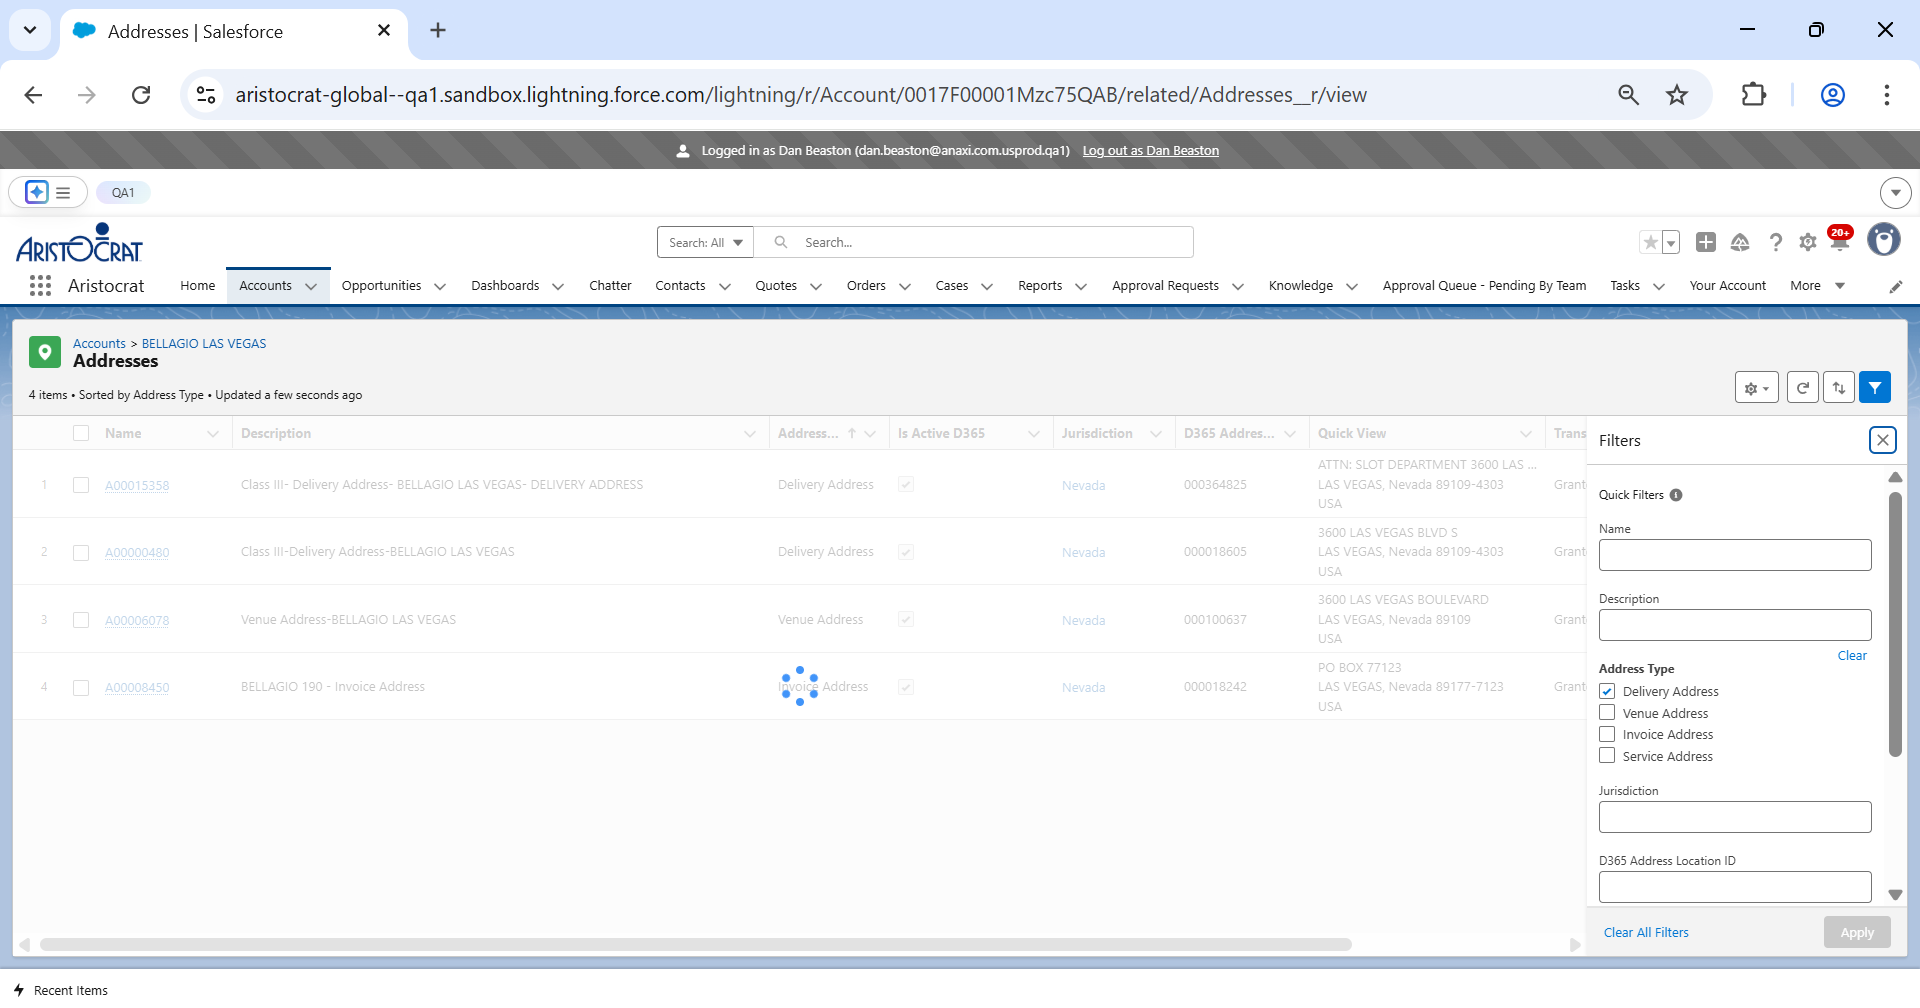 Addresses | Salesforce
aristocrat-global--qa1.sandbox.lightning.force.com/lightning/r/Account/0017F00001Mzc75QAB/related/Addresses__r/view
Logged in as Dan Beaston (dan.beaston@anaxi.com.usprod.qa1) Log out as Dan Beaston
QA1
ARISTOCRAT
Search: All Search...
20+
Aristocrat Home Accounts Opportunities Dashboards Chatter Contacts Quotes Orders Cases Reports Approval Requests Knowledge Approval Queue - Pending By Team Tasks Your Account More
Accounts > BELLAGIO LAS VEGAS
Addresses
4 items • Sorted by Address Type • Updated a few seconds ago
Name Description Address... Is Active D365 Jurisdiction D365 Addres... Quick View Trans
1 A00015358 Class III- Delivery Address- BELLAGIO LAS VEGAS- DELIVERY ADDRESS Delivery Address Nevada 000364825 ATTN: SLOT DEPARTMENT 3600 LAS ...
LAS VEGAS, Nevada 89109-4303
USA
Grant
2 A00000480 Class III-Delivery Address-BELLAGIO LAS VEGAS Delivery Address Nevada 000018605 3600 LAS VEGAS BLVD S
LAS VEGAS, Nevada 89109-4303
USA
Grant
3 A00006078 Venue Address-BELLAGIO LAS VEGAS Venue Address Nevada 000100637 3600 LAS VEGAS BOULEVARD
LAS VEGAS, Nevada 89109
USA
Grant
4 A00008450 BELLAGIO 190 - Invoice Address Invoice Address Nevada 000018242 PO BOX 77123
LAS VEGAS, Nevada 89177-7123
USA
Grant
Filters
Quick Filters
Name
Description
Clear
Address Type
Delivery Address
Venue Address
Invoice Address
Service Address
Jurisdiction
D365 Address Location ID
Clear All Filters Apply
Recent Items